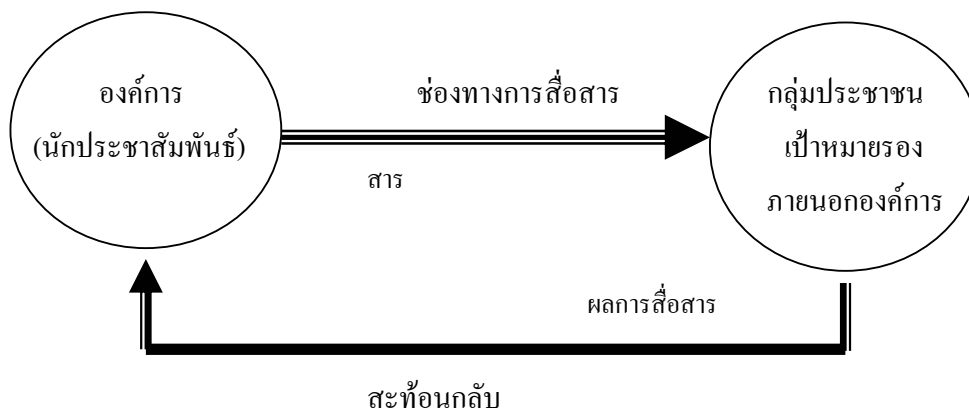 องค์การ
(นักประชาสัมพันธ์)
ช่องทางการสื่อสาร
สาร
กลุ่มประชาชน
เป้าหมายรอง
ภายนอกองค์การ
ผลการสื่อสาร
สะท้อนกลับ